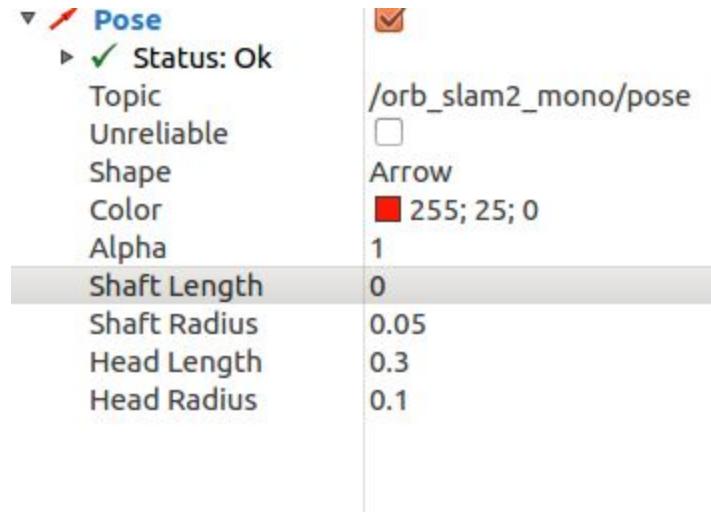 Pose
Status: Ok
Topic /orb_slam2_mono/pose
Unreliable
Shape Arrow
Color 255; 25; 0
Alpha 1
Shaft Length 0
Shaft Radius 0.05
Head Length 0.3
Head Radius 0.1